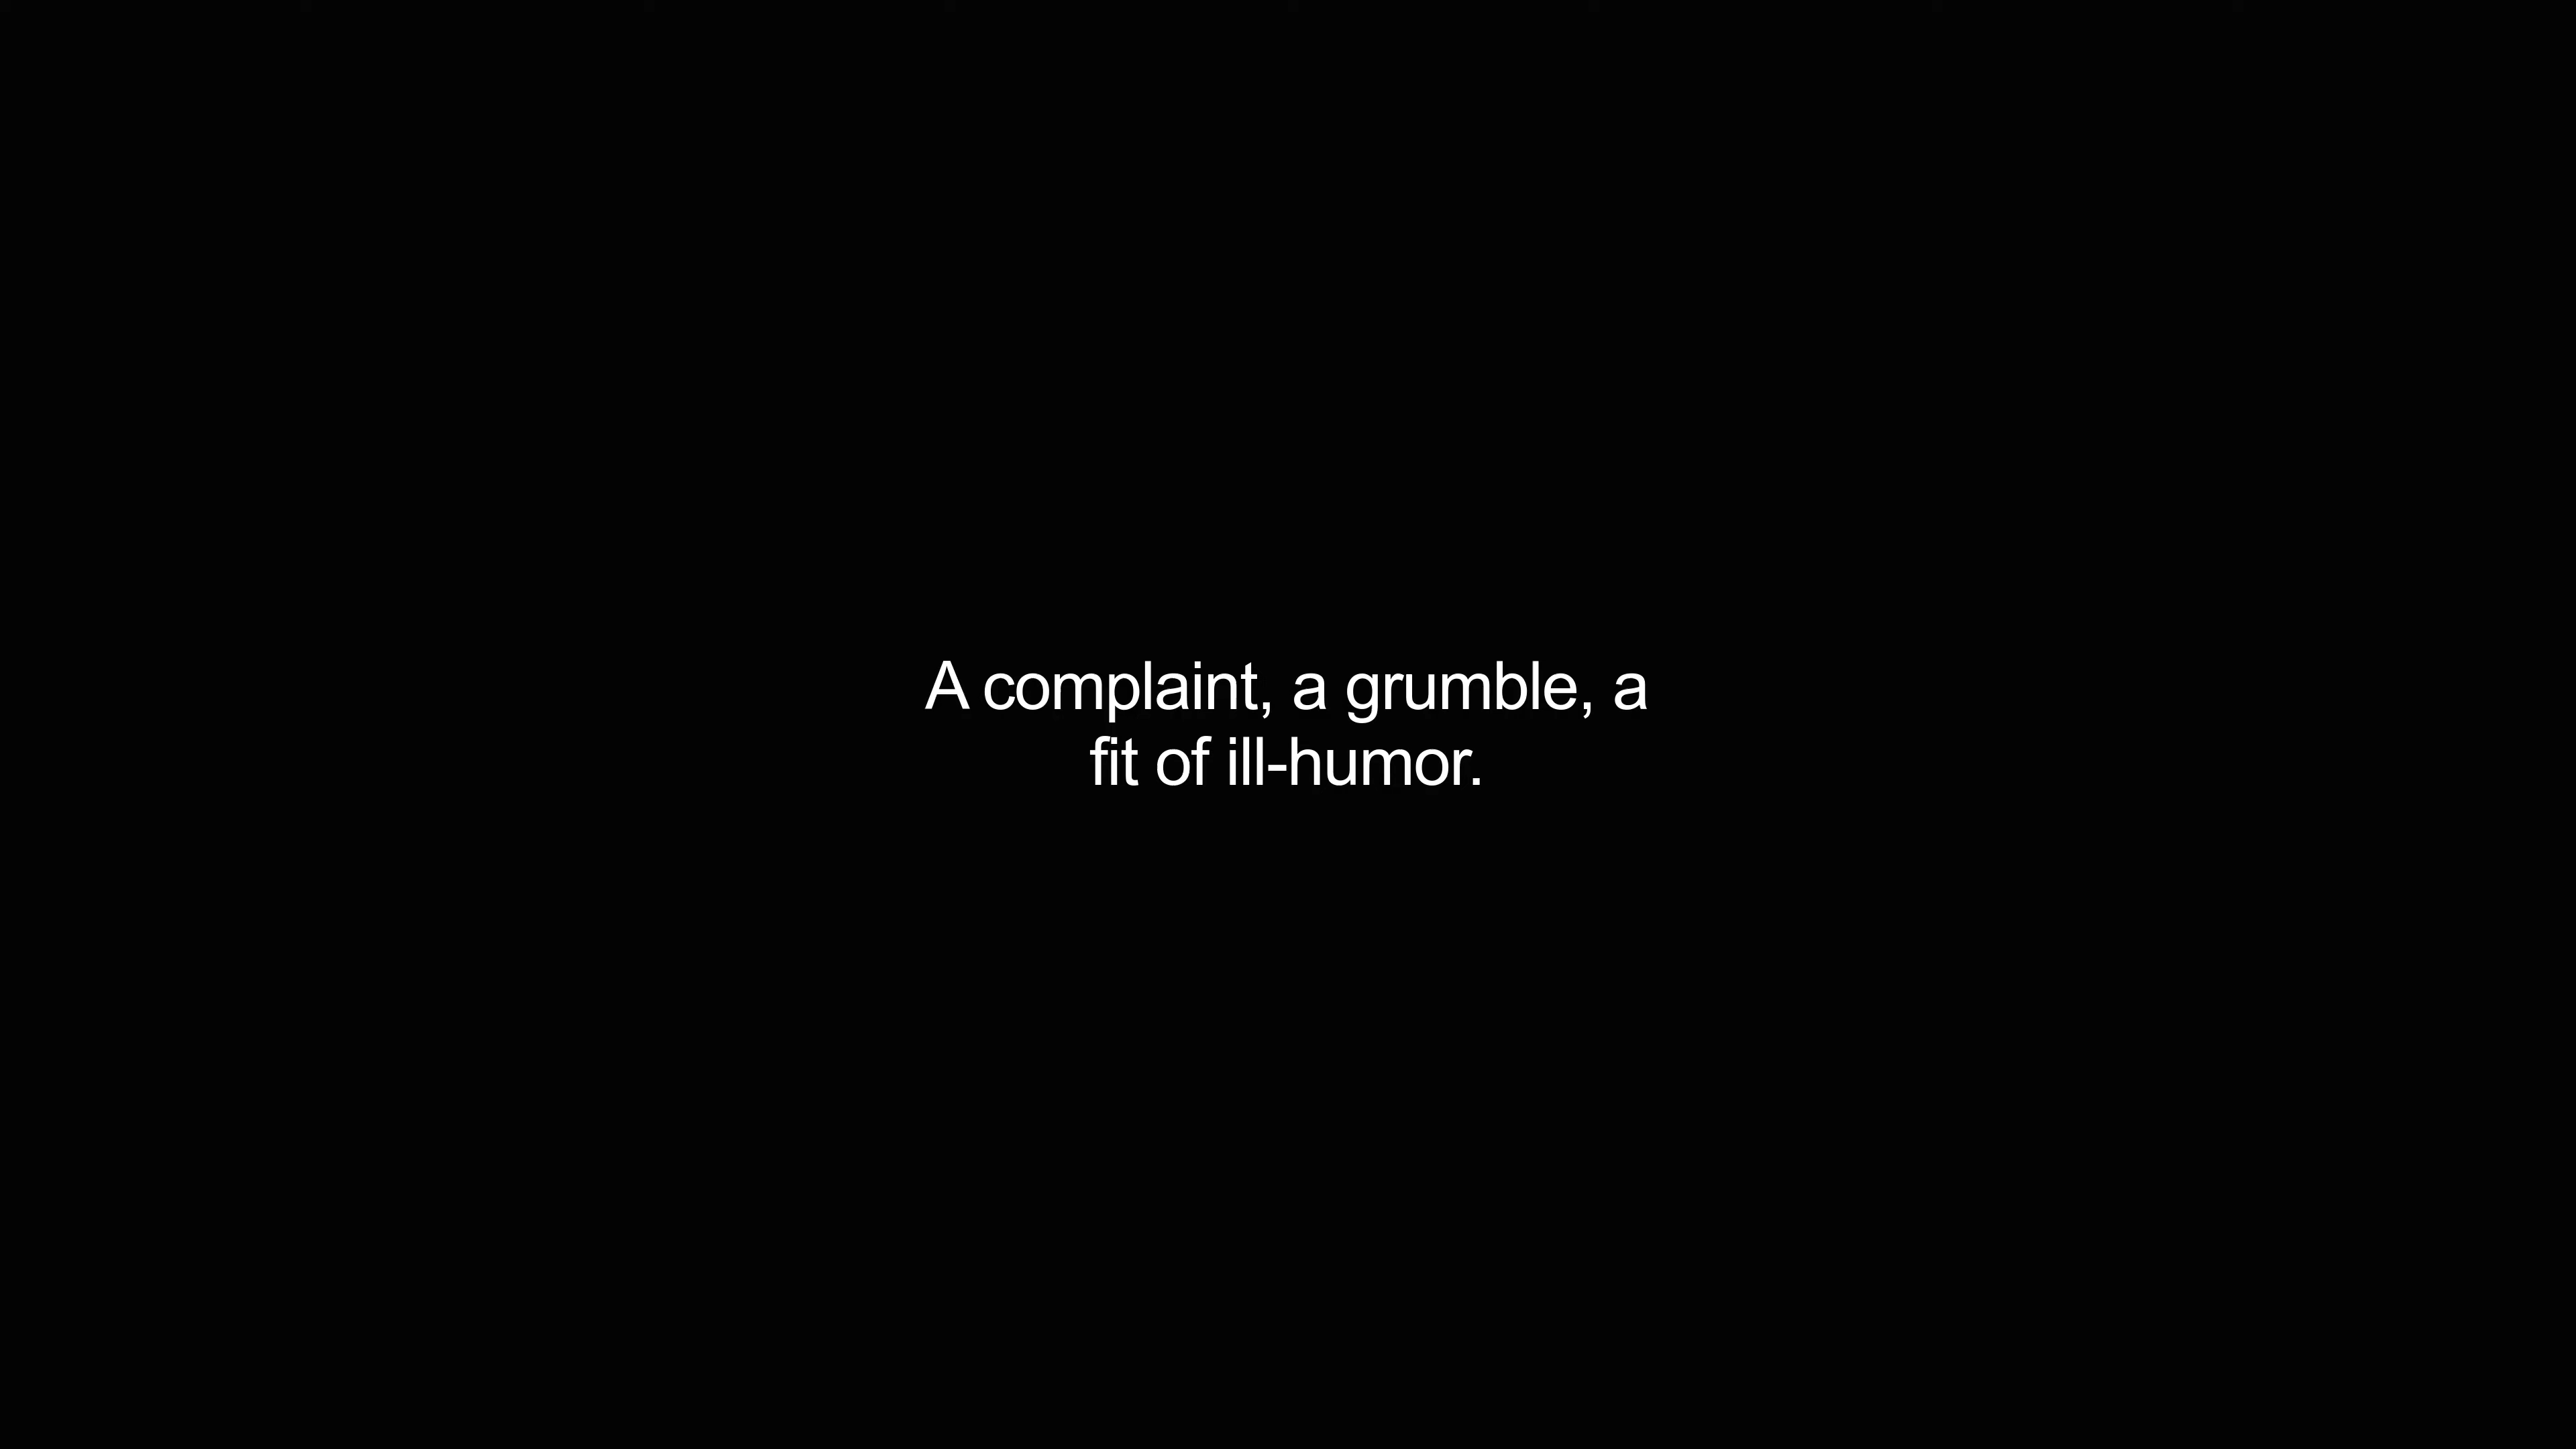 A complaint, a grumble, a
fit of ill-humor.